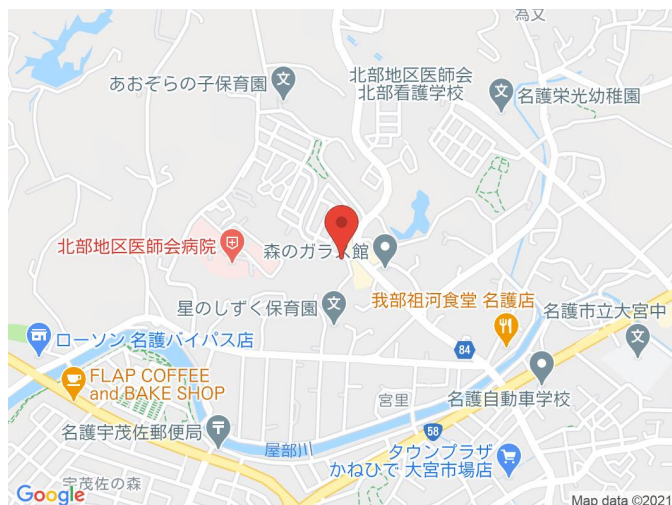 為又
あおぞらの子保育園
北部地区医師会
北部看護学校
名護栄光幼稚園
北部地区医師会病院
森のガラス館
星のしずく保育園
我部祖河食堂 名護店
名護市立大宮中
ローソン 名護バイパス店
84
FLAP COFFEE
and BAKE SHOP
宮里
名護自動車学校
名護宇茂佐郵便局
58
屋部川
タウンプラザ
かねひで 大宮市場店
宇茂佐の森
Google
Map data ©2021